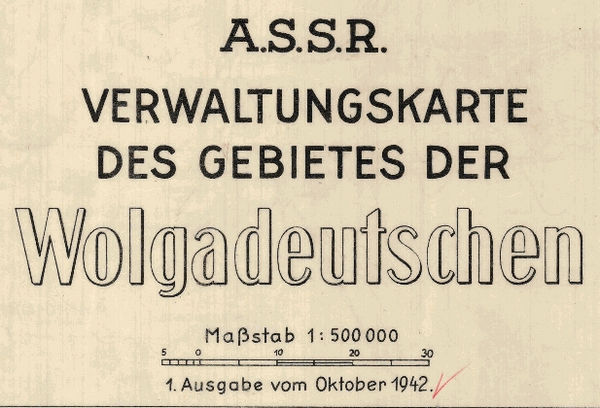 A.S.S.R.
VERWALTUNGSKARTE
DES GEBIETES DER
Wolgadeutschen
Maßstab 1:500000
5 0 10 20 30
1. Ausgabe vom Oktober 1942.